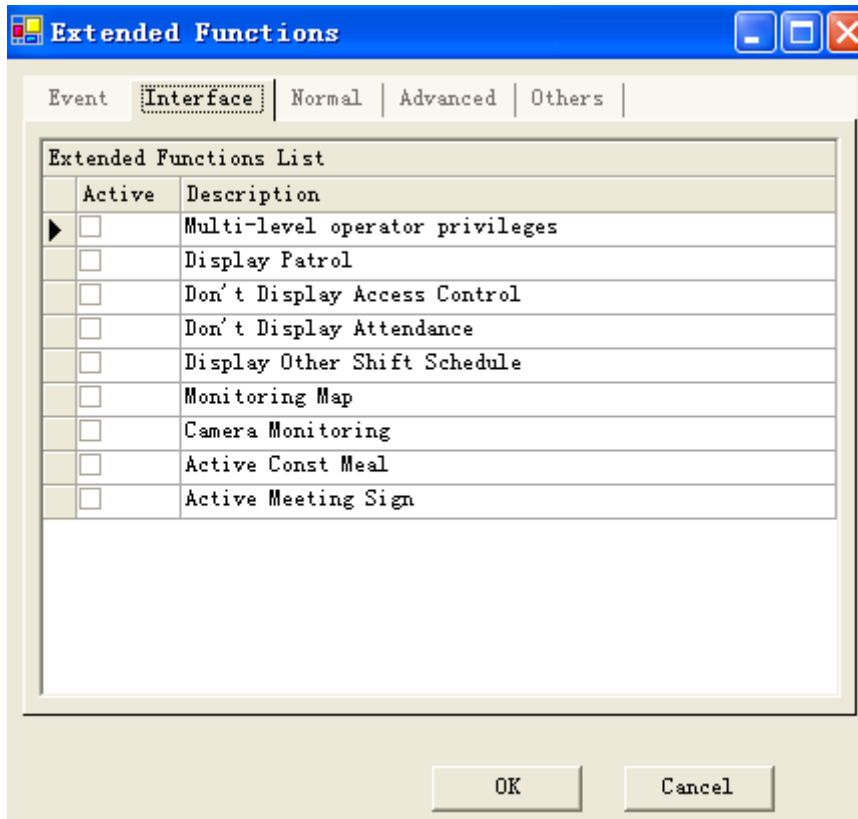 Extended Functions
Event Interface Normal Advanced Others
Extended Functions List
Active Description
Multi-level operator privileges
Display Patrol
Don't Display Access Control
Don't Display Attendance
Display Other Shift Schedule
Monitoring Map
Camera Monitoring
Active Const Meal
Active Meeting Sign
OK Cancel